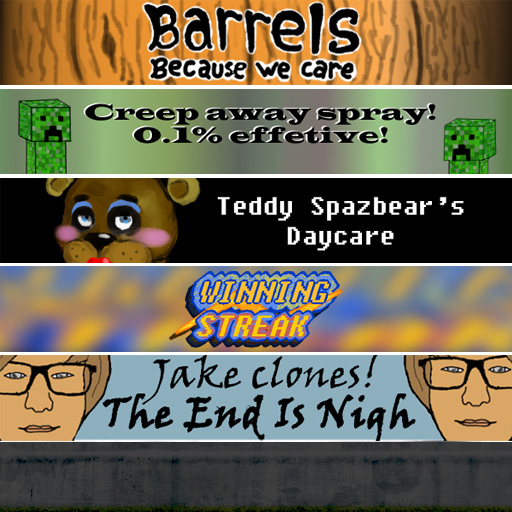 Barrels
Because we care
Creep away spray!
0.1% effetive!
Teddy Spazbear's
Daycare
WINNING
STREAK
Jake clones!
The End Is Nigh